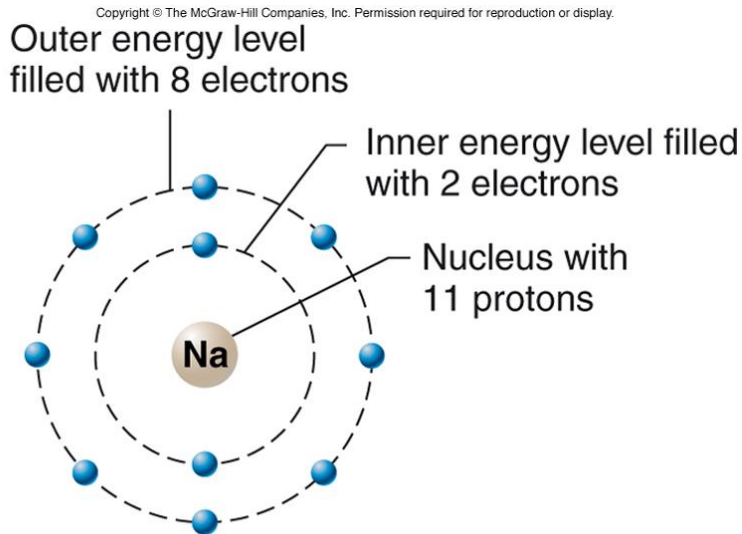 Copyright © The McGraw-Hill Companies, Inc. Permission required for reproduction or display.
Outer energy level
filled with 8 electrons
Inner energy level filled
with 2 electrons
Nucleus with
11 protons
Na